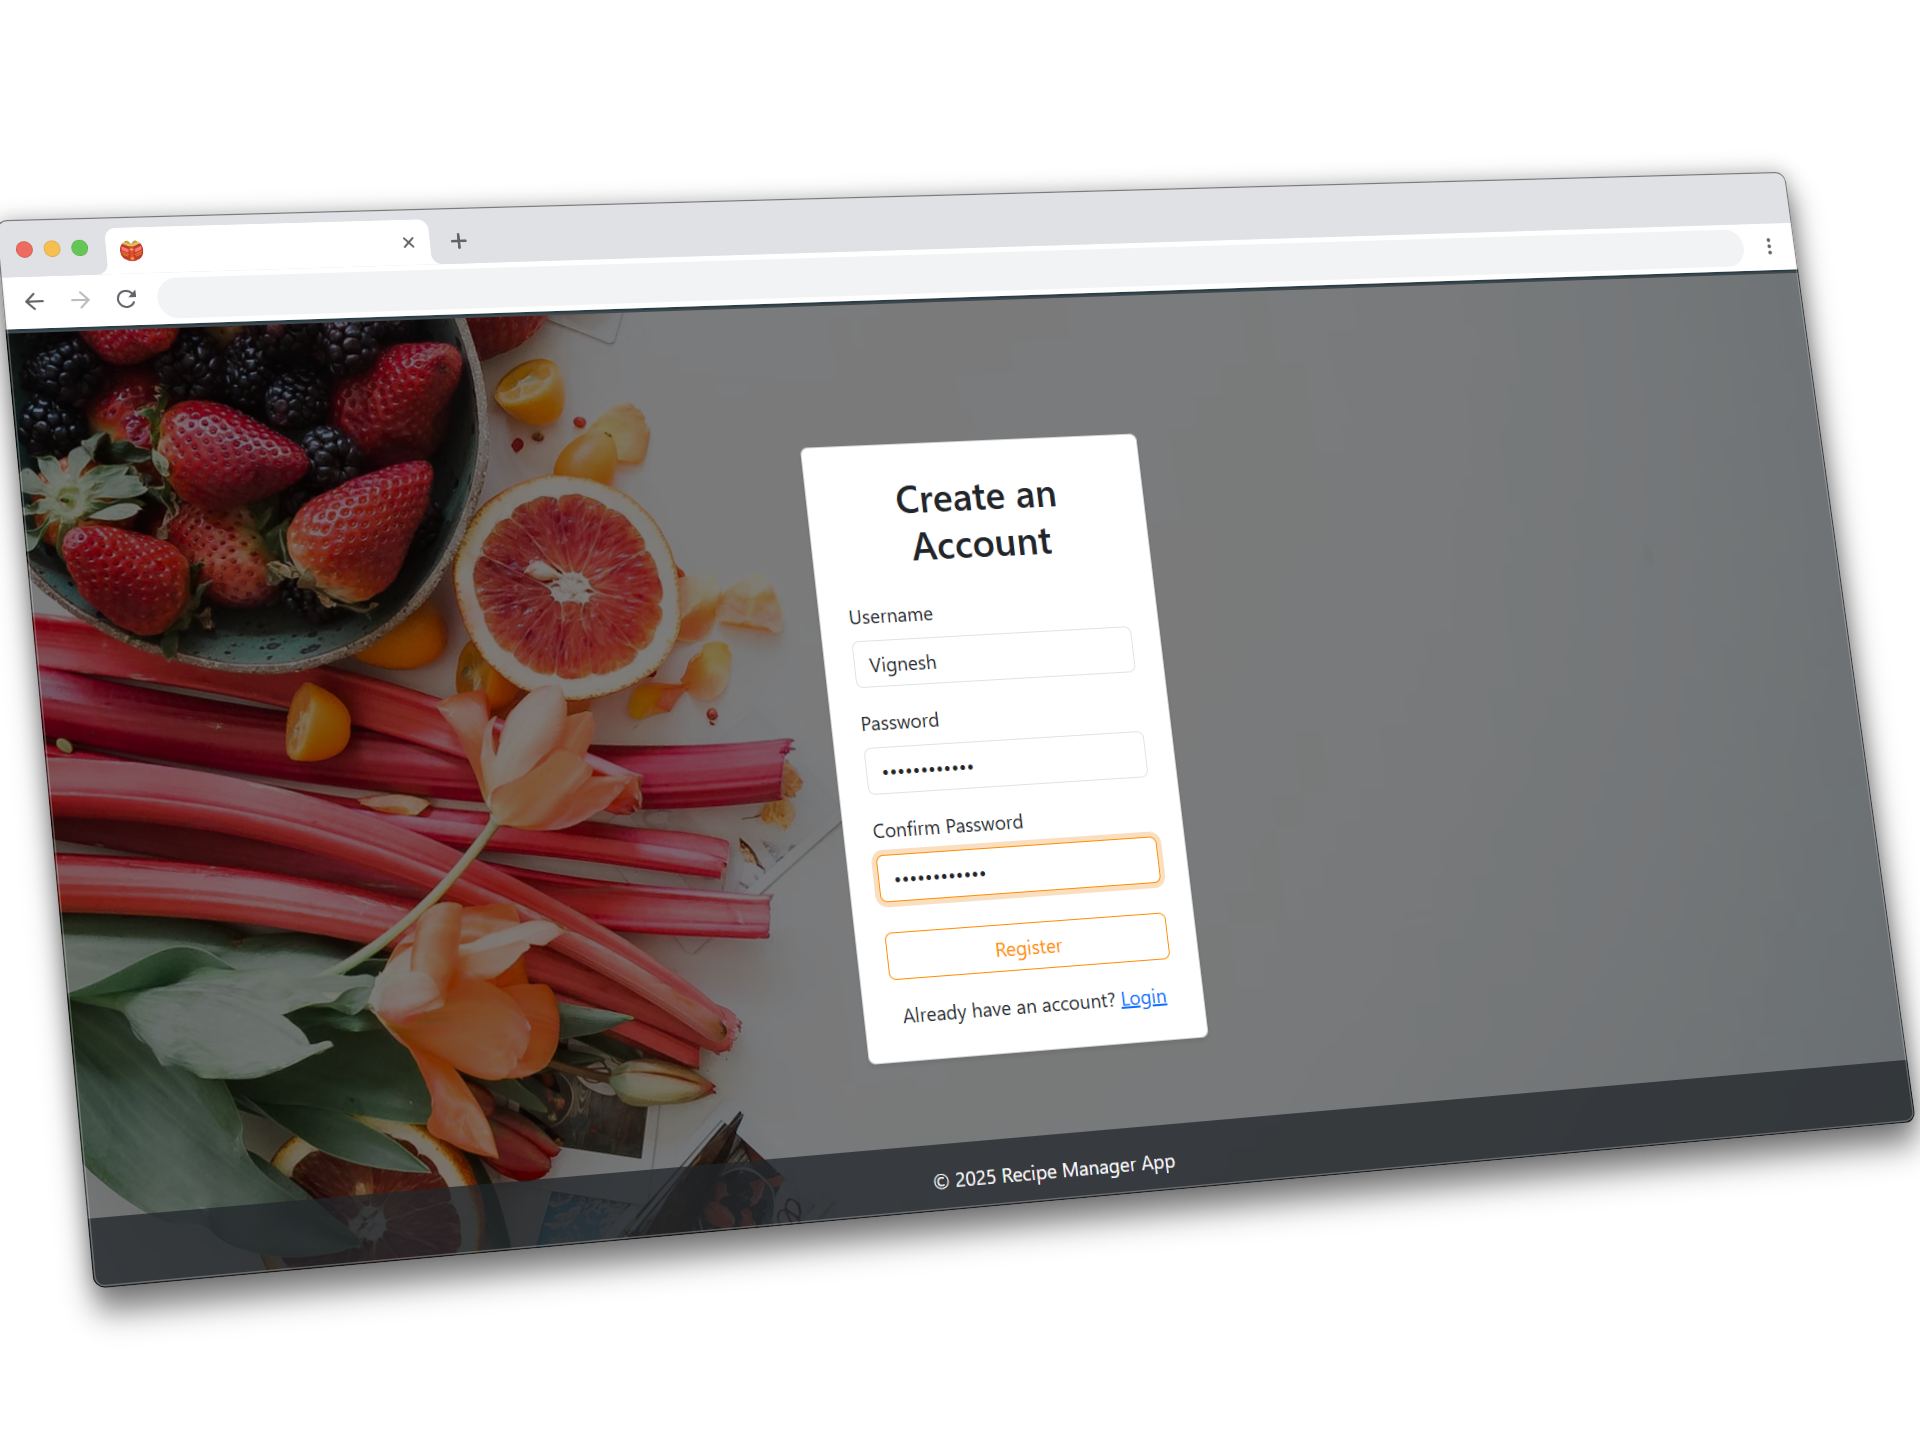 Create an
Account
Username
Vignesh
Password
••••••••••••
Confirm Password
••••••••••••
Register
Already have an account? Login
© 2025 Recipe Manager App